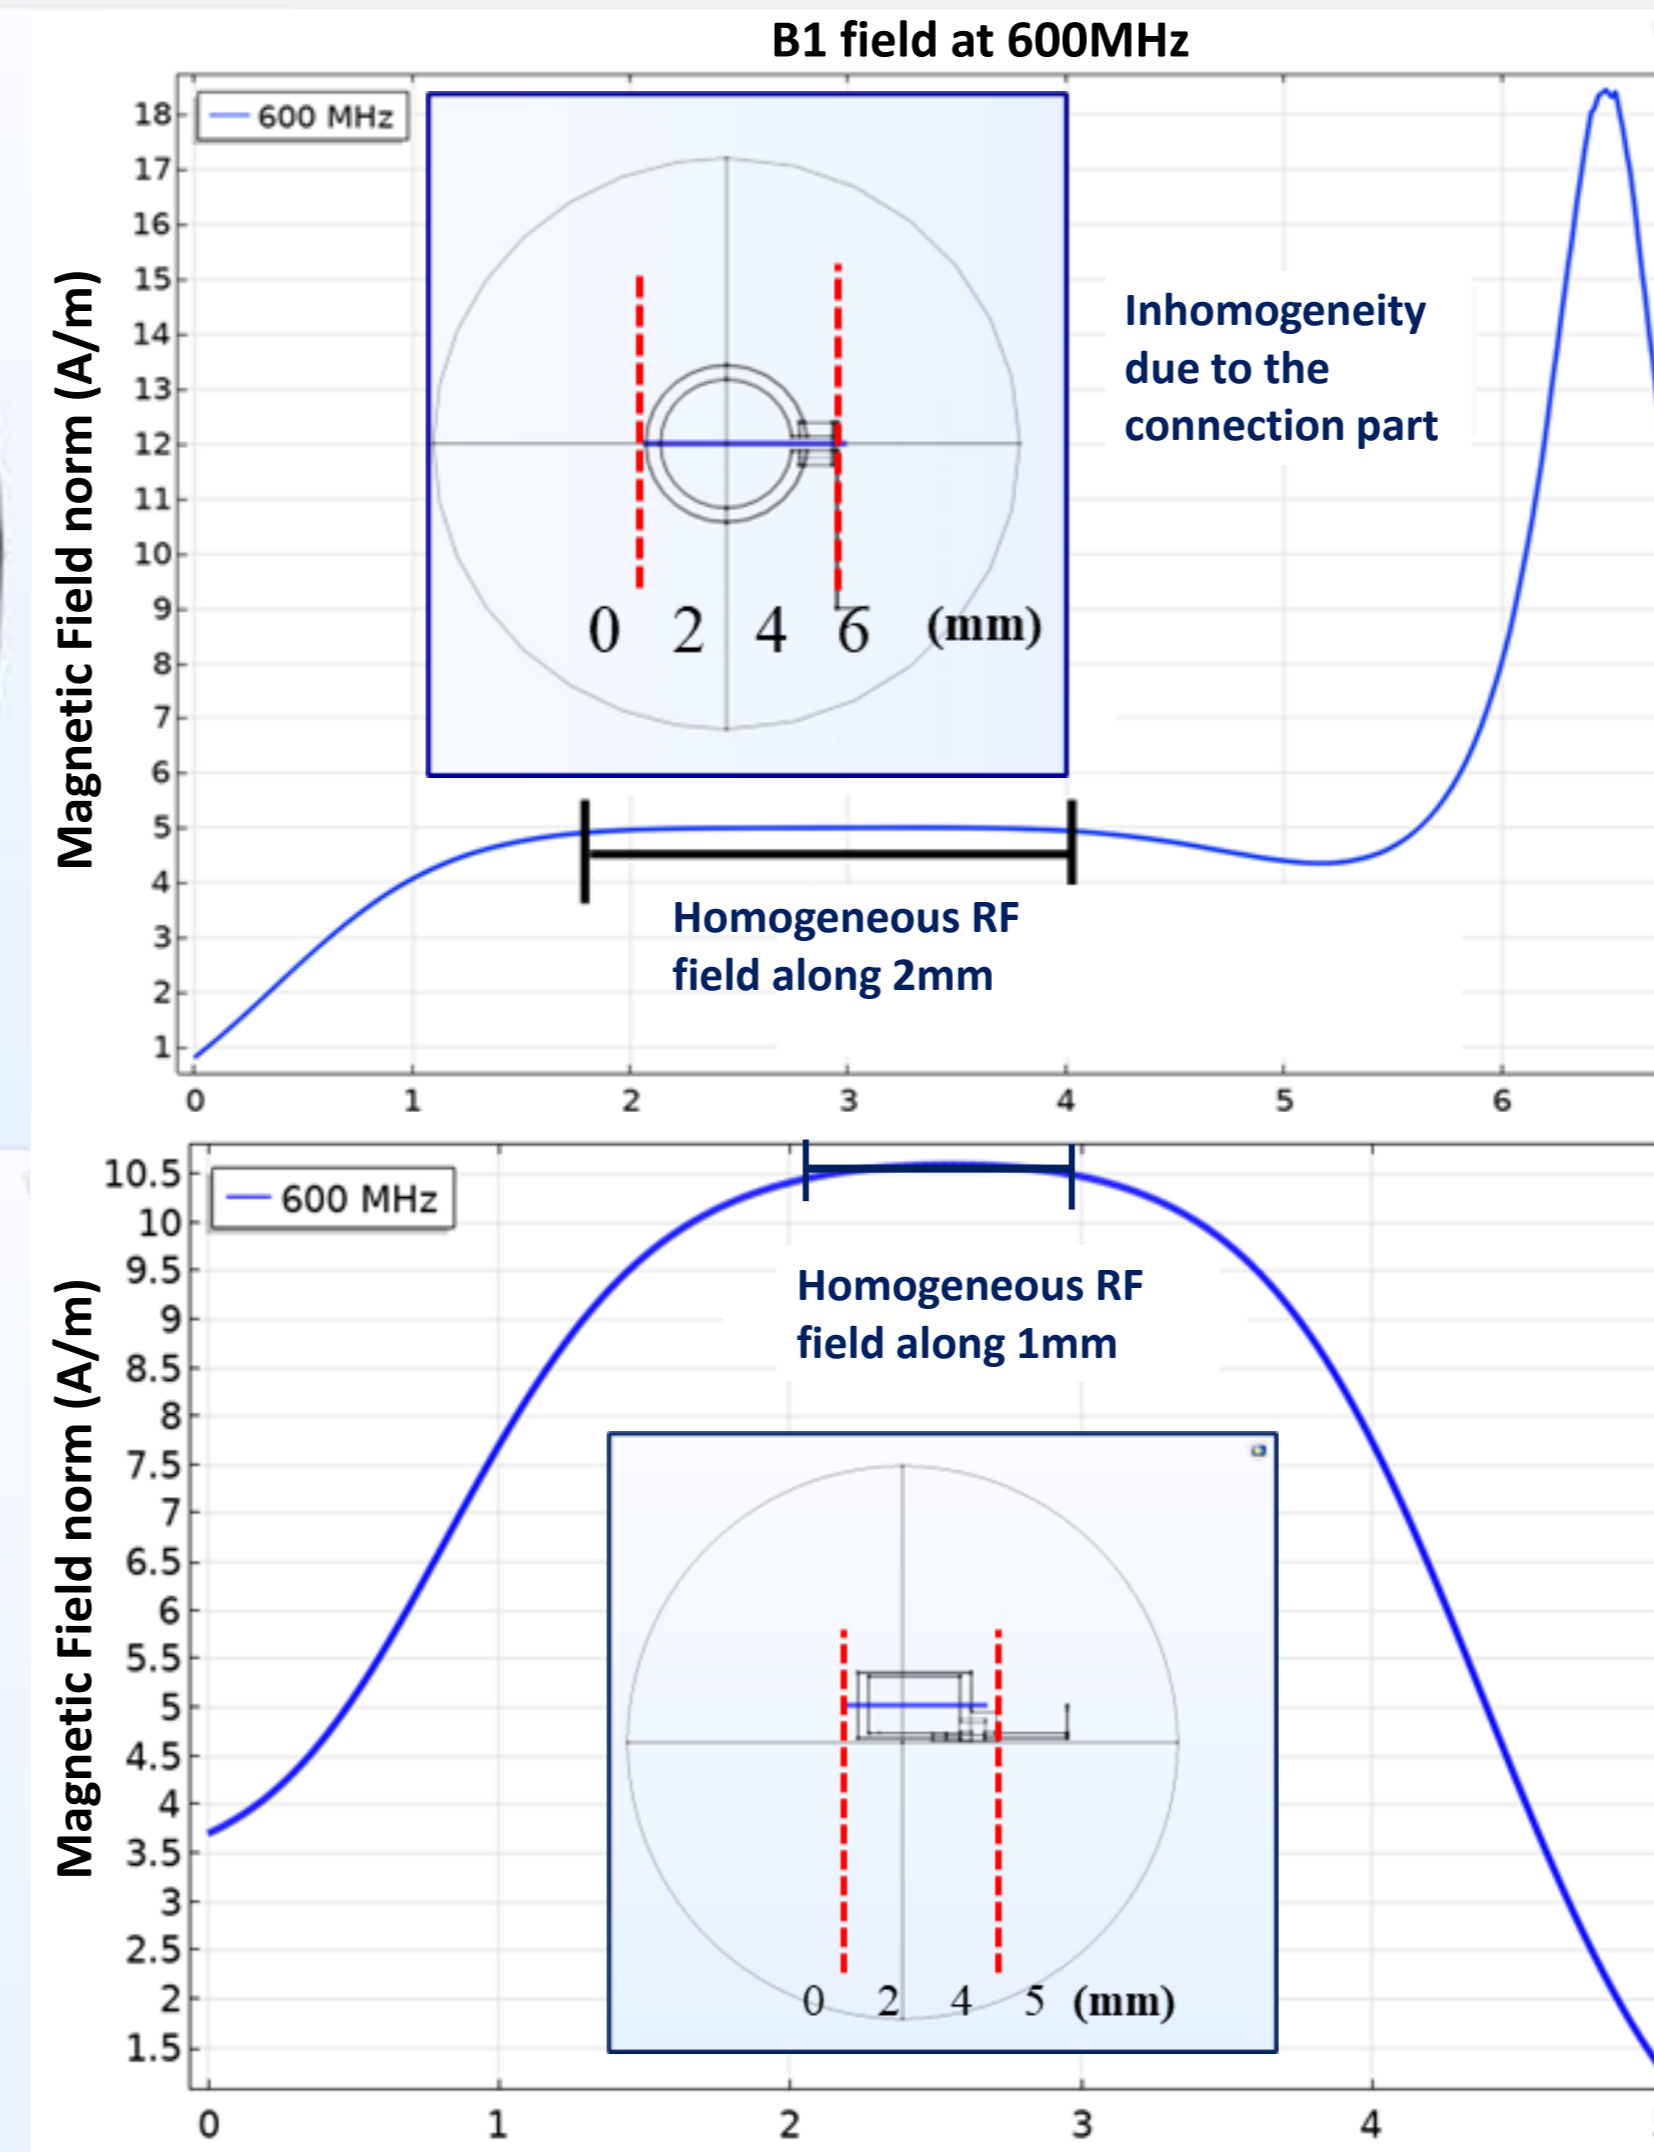 B1 field at 600MHz
Magnetic Field norm (A/m)
600 MHz
18
17
16
15
14
13
12
11
10
9
8
7
6
5
4
3
2
1
0 2 4 6 (mm)
Inhomogeneity
due to the
connection part
Homogeneous RF
field along 2mm
0 1 2 3 4 5 6
Magnetic Field norm (A/m)
600 MHz
10.5
10
9.5
9
8.5
8
7.5
7
6.5
6
5.5
5
4.5
4
3.5
3
2.5
2
1.5
Homogeneous RF
field along 1mm
0 2 4 5 (mm)
0 1 2 3 4